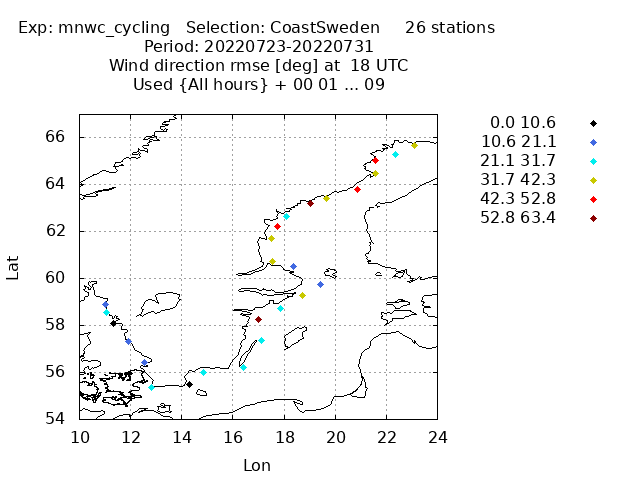 Exp: mnwc_cycling   Selection: CoastSweden     26 stations
Period: 20220723-20220731
Wind direction rmse [deg] at  18 UTC
Used {All hours} + 00 01 ... 09
0.0 10.6
10.6 21.1
21.1 31.7
31.7 42.3
42.3 52.8
52.8 63.4
66
64
62
60
58
56
54
Lat
10 12 14 16 18 20 22 24
Lon